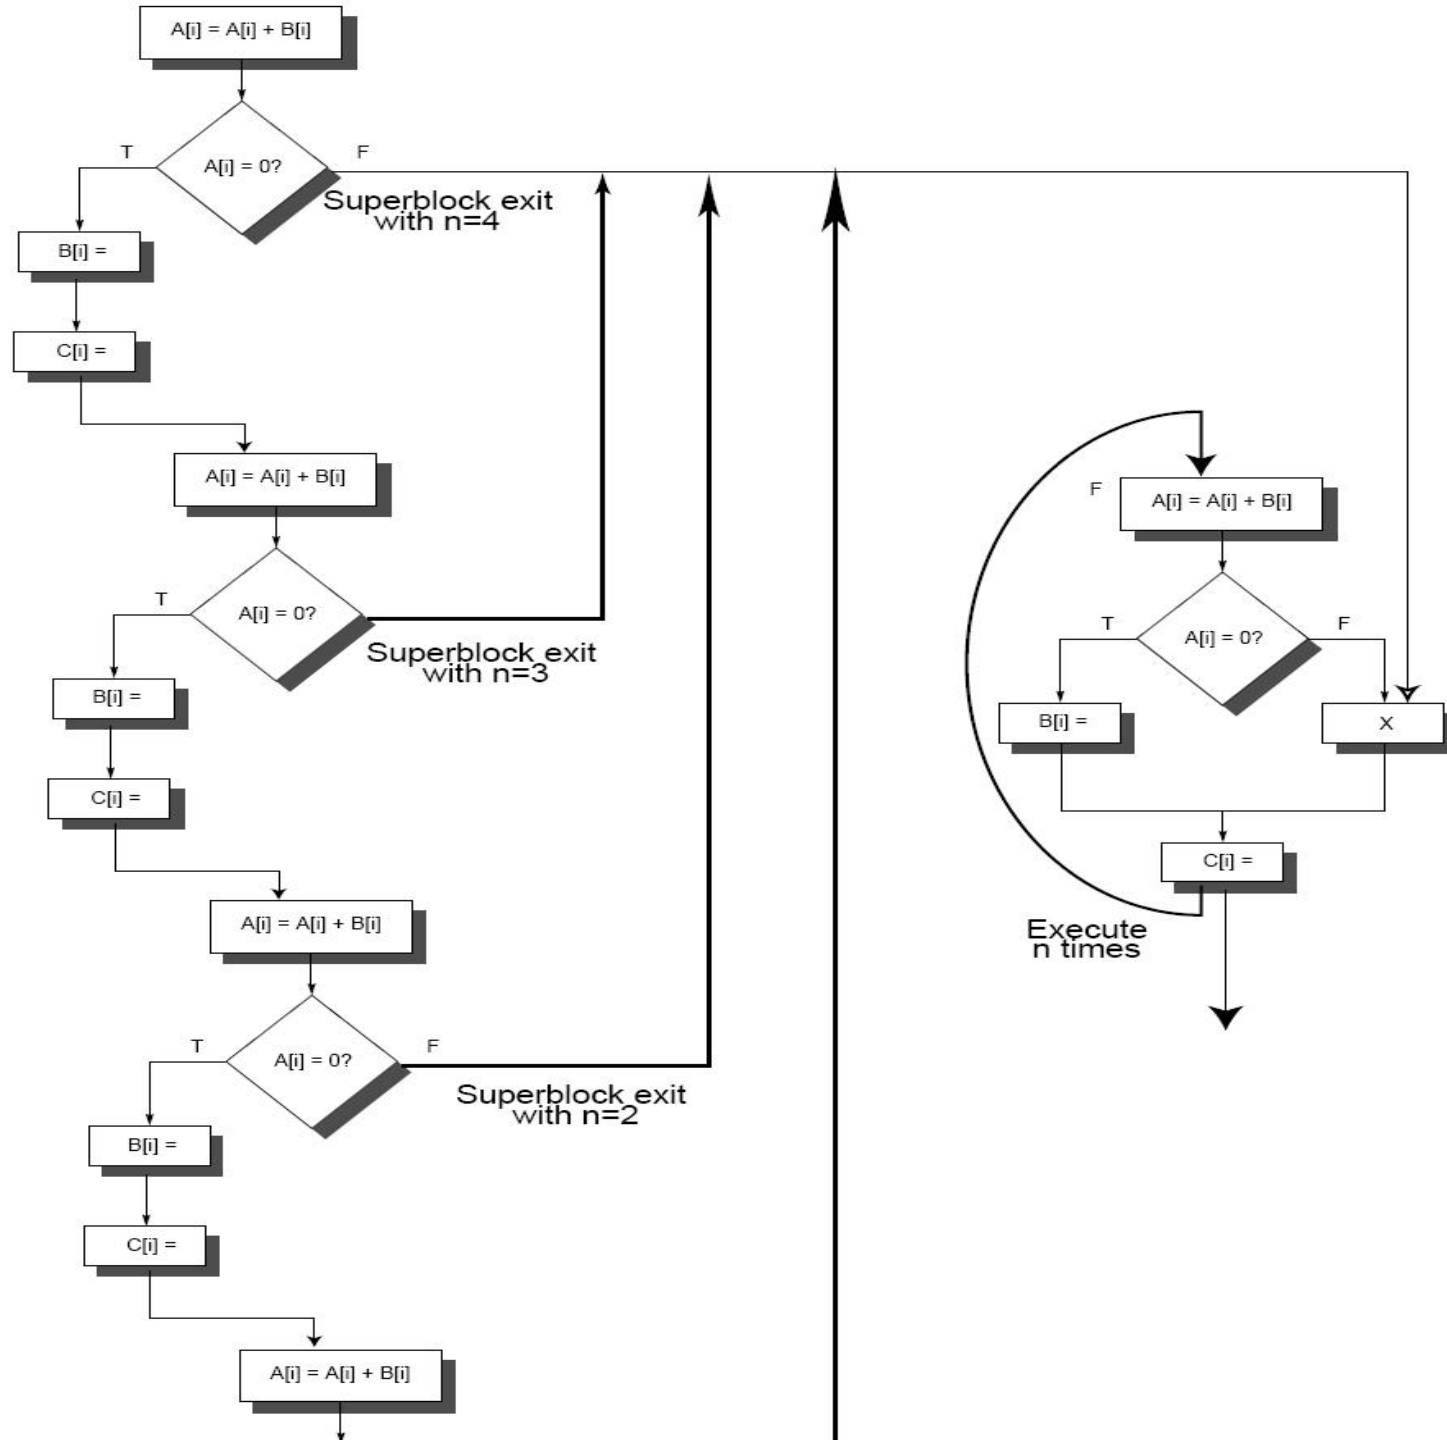 A[i] = A[i] + B[i]
A[i] = 0?
T
F
Superblock exit
with n=4
B[i] =
C[i] =
A[i] = A[i] + B[i]
A[i] = 0?
T
Superblock exit
with n=3
B[i] =
C[i] =
A[i] = A[i] + B[i]
A[i] = 0?
T
F
Superblock exit
with n=2
B[i] =
C[i] =
A[i] = A[i] + B[i]
F
A[i] = A[i] + B[i]
T
A[i] = 0?
F
B[i] =
X
C[i] =
Execute
n times